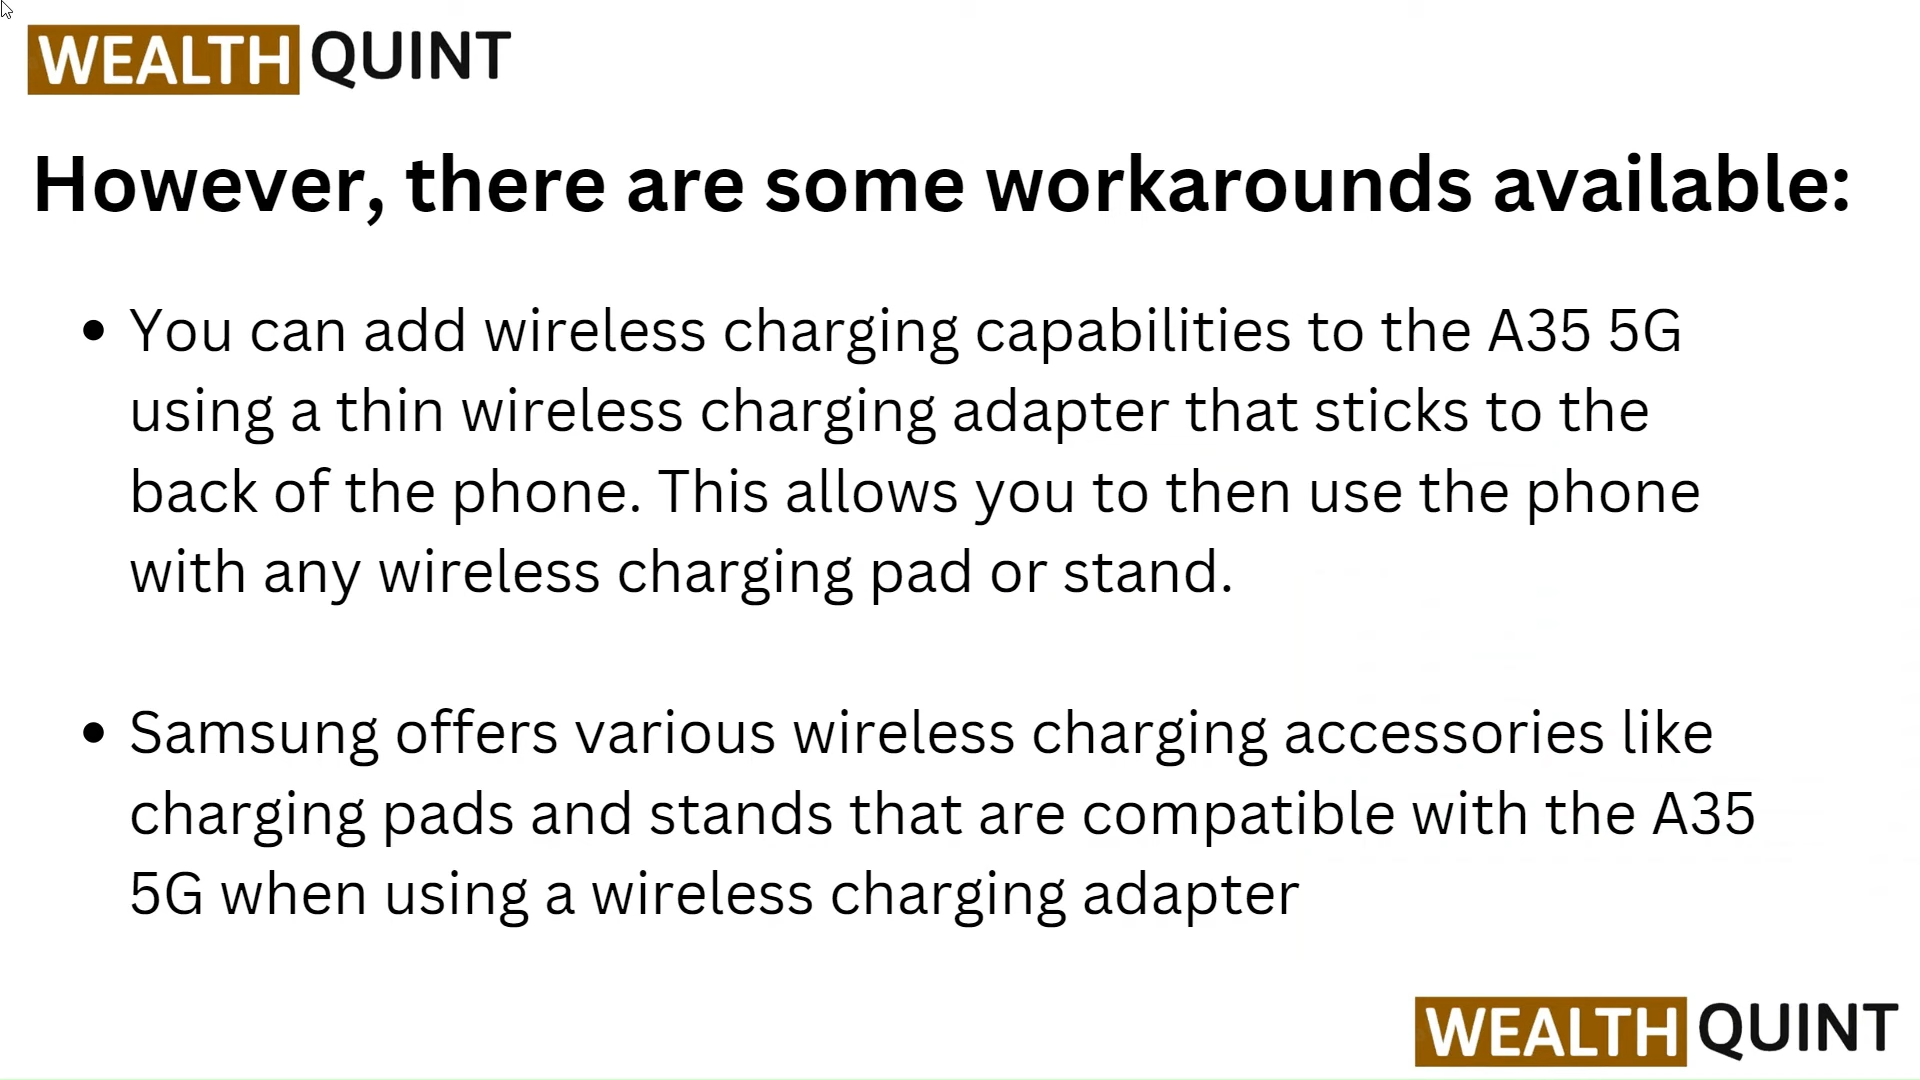 WEALTH QUINT
However, there are some workarounds available:
• You can add wireless charging capabilities to the A35 5G
using a thin wireless charging adapter that sticks to the
back of the phone. This allows you to then use the phone
with any wireless charging pad or stand.
• Samsung offers various wireless charging accessories like
charging pads and stands that are compatible with the A35
5G when using a wireless charging adapter
WEALTH QUINT